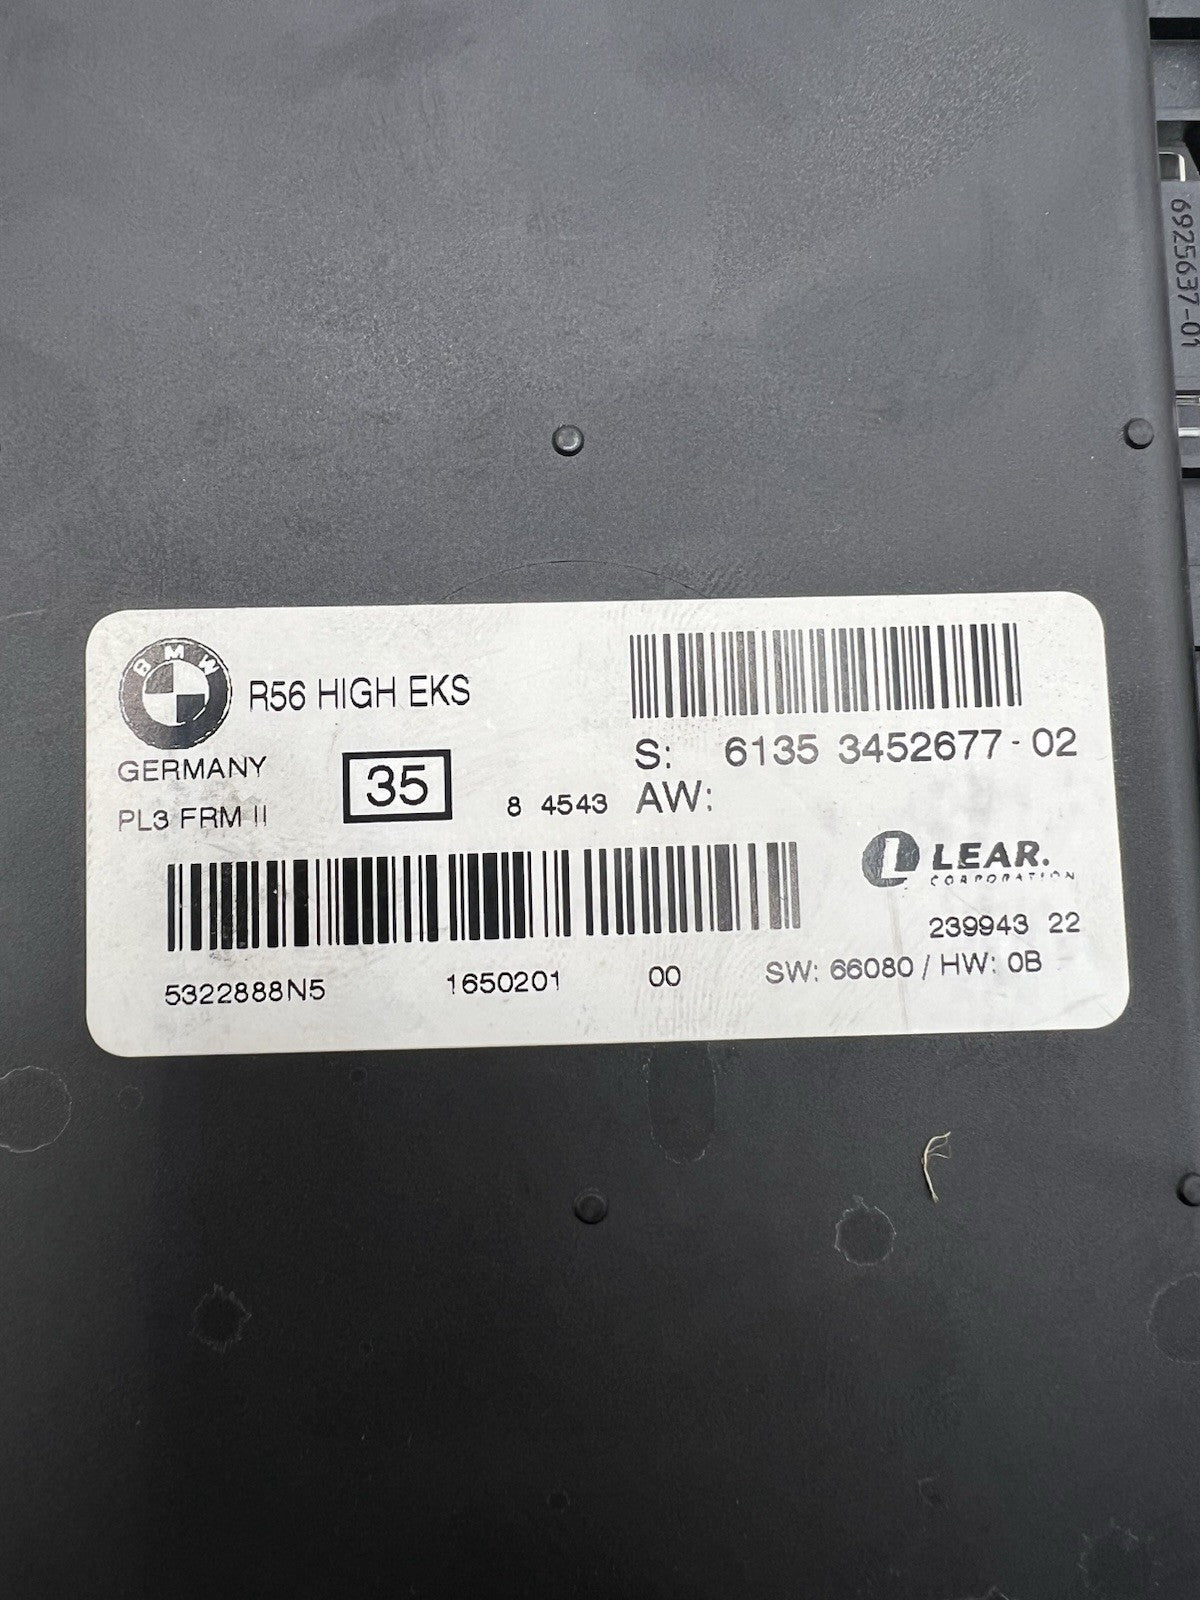 6925637-01
BMW
R56 HIGH EKS
GERMANY
PL3 FRM II
35
8 4543
S: 6135 3452677-02
AW:
L LEAR.
CORPORATION
239943 22
5322888N5 1650201 00 SW: 66080 / HW: 0B